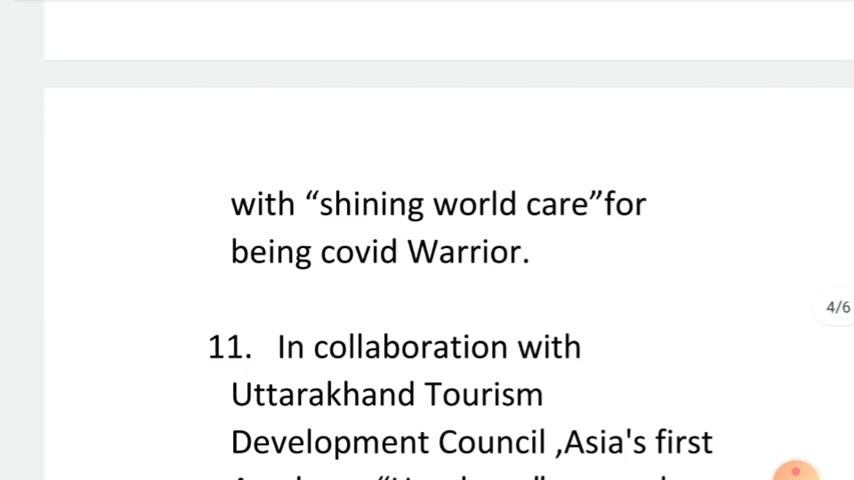 with “shining world care”for
being covid Warrior.
4/6
11. In collaboration with
Uttarakhand Tourism
Development Council ,Asia's first